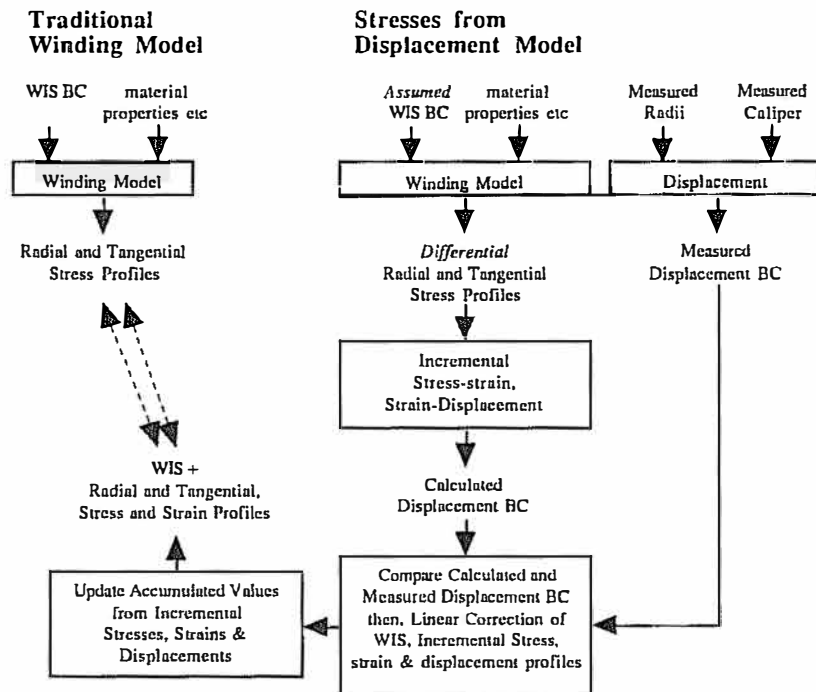 Traditional
Winding Model
Stresses from
Displacement Model
WIS BC
material
properties etc
Assumed
WIS BC
material
properties etc
Measured
Radii
Measured
Caliper
Winding Model
Winding Model
Displacement
Radial and Tangential
Stress Profiles
Differential
Radial and Tangential
Stress Profiles
Measured
Displacement BC
Incremental
Stress-strain,
Strain-Displacement
WIS +
Radial and Tangential,
Stress and Strain Profiles
Calculated
Displacement BC
Update Accumulated Values
from Incremental
Stresses, Strains &
Displacements
Compare Calculated and
Measured Displacement BC
then, Linear Correction of
WIS, Incremental Stress,
strain & displacement profiles